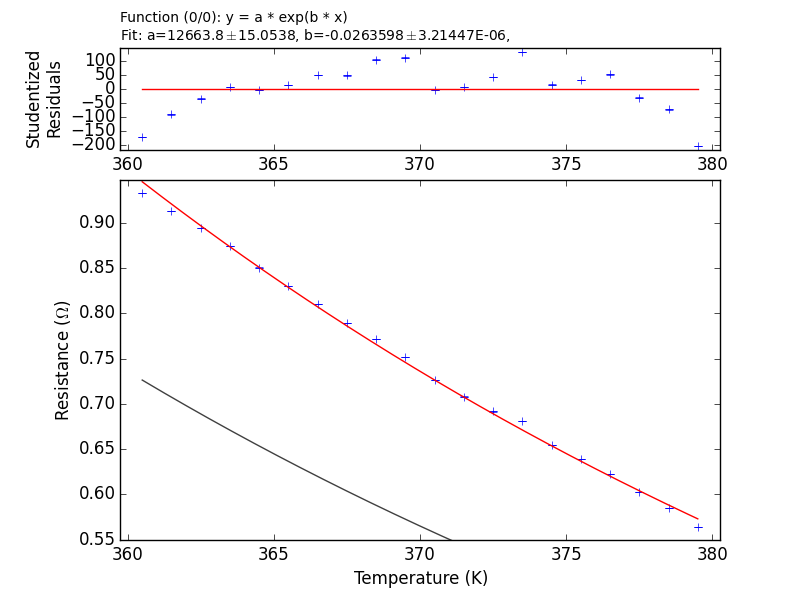 Function (0/0): y = a * exp(b * x)
Fit: a=12663.8±15.0538, b=-0.0263598±3.21447E-06,
Studentized
Residuals
100
50
0
−50
−100
−150
−200
360 365 370 375 380
Resistance (Ω)
0.90
0.85
0.80
0.75
0.70
0.65
0.60
0.55
360 365 370 375 380
Temperature (K)